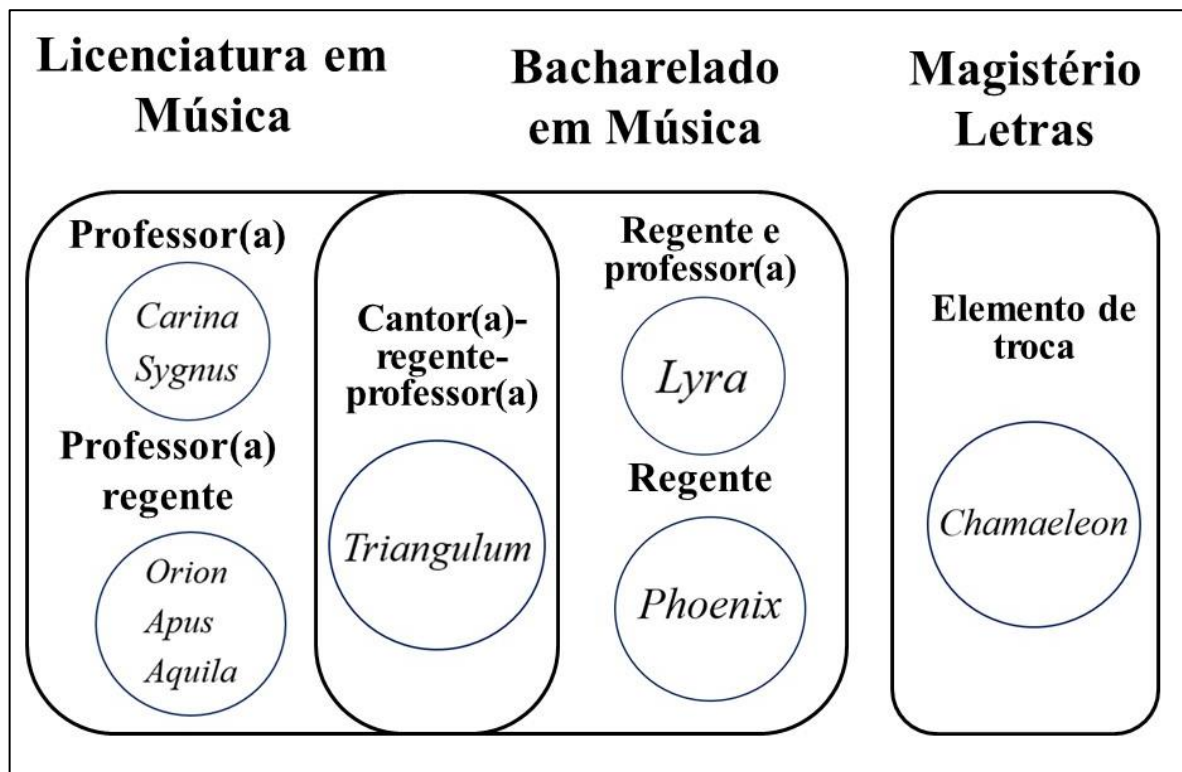 Licenciatura em
Música
Bacharelado
em Música
Magistério
Letras
Professor(a)
Carina
Sygnus
Professor(a)
regente
Orion
Apus
Aquila
Cantor(a)-
regente-
professor(a)
Triangulum
Regente e
professor(a)
Lyra
Regente
Phoenix
Elemento de
troca
Chamaeleon